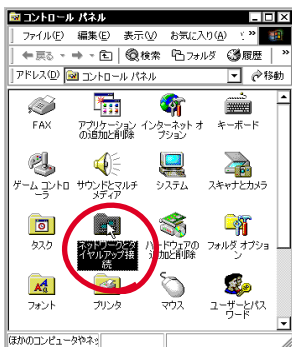 コントロール パネル
ファイル(F) 編集(E) 表示(V) お気に入り(A) »
戻る 検索 フォルダ 履歴 »
アドレス(D) コントロール パネル 移動
FAX
アプリケーションの追加と削除
インターネット オプション
キーボード
ゲーム コントローラ
サウンドとマルチメディア
システム
スキャナとカメラ
タスク
ネットワークとダイヤルアップ接続
ハードウェアの追加と削除
フォルダ オプション
フォント
プリンタ
マウス
ユーザーとパスワード
ほかのコンピュータやネッ